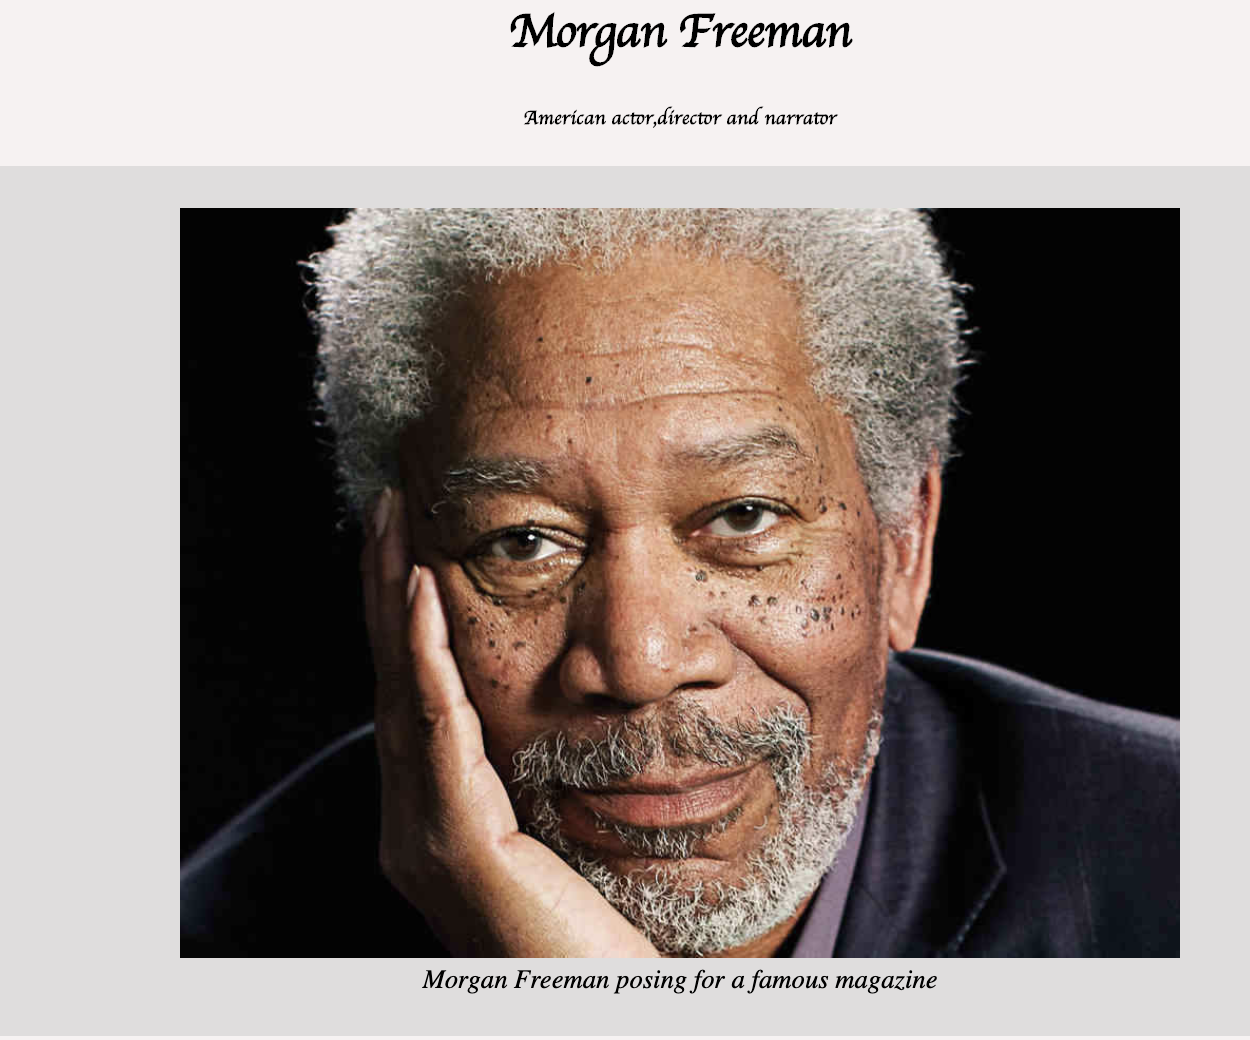 Morgan Freeman
American actor,director and narrator
Morgan Freeman posing for a famous magazine